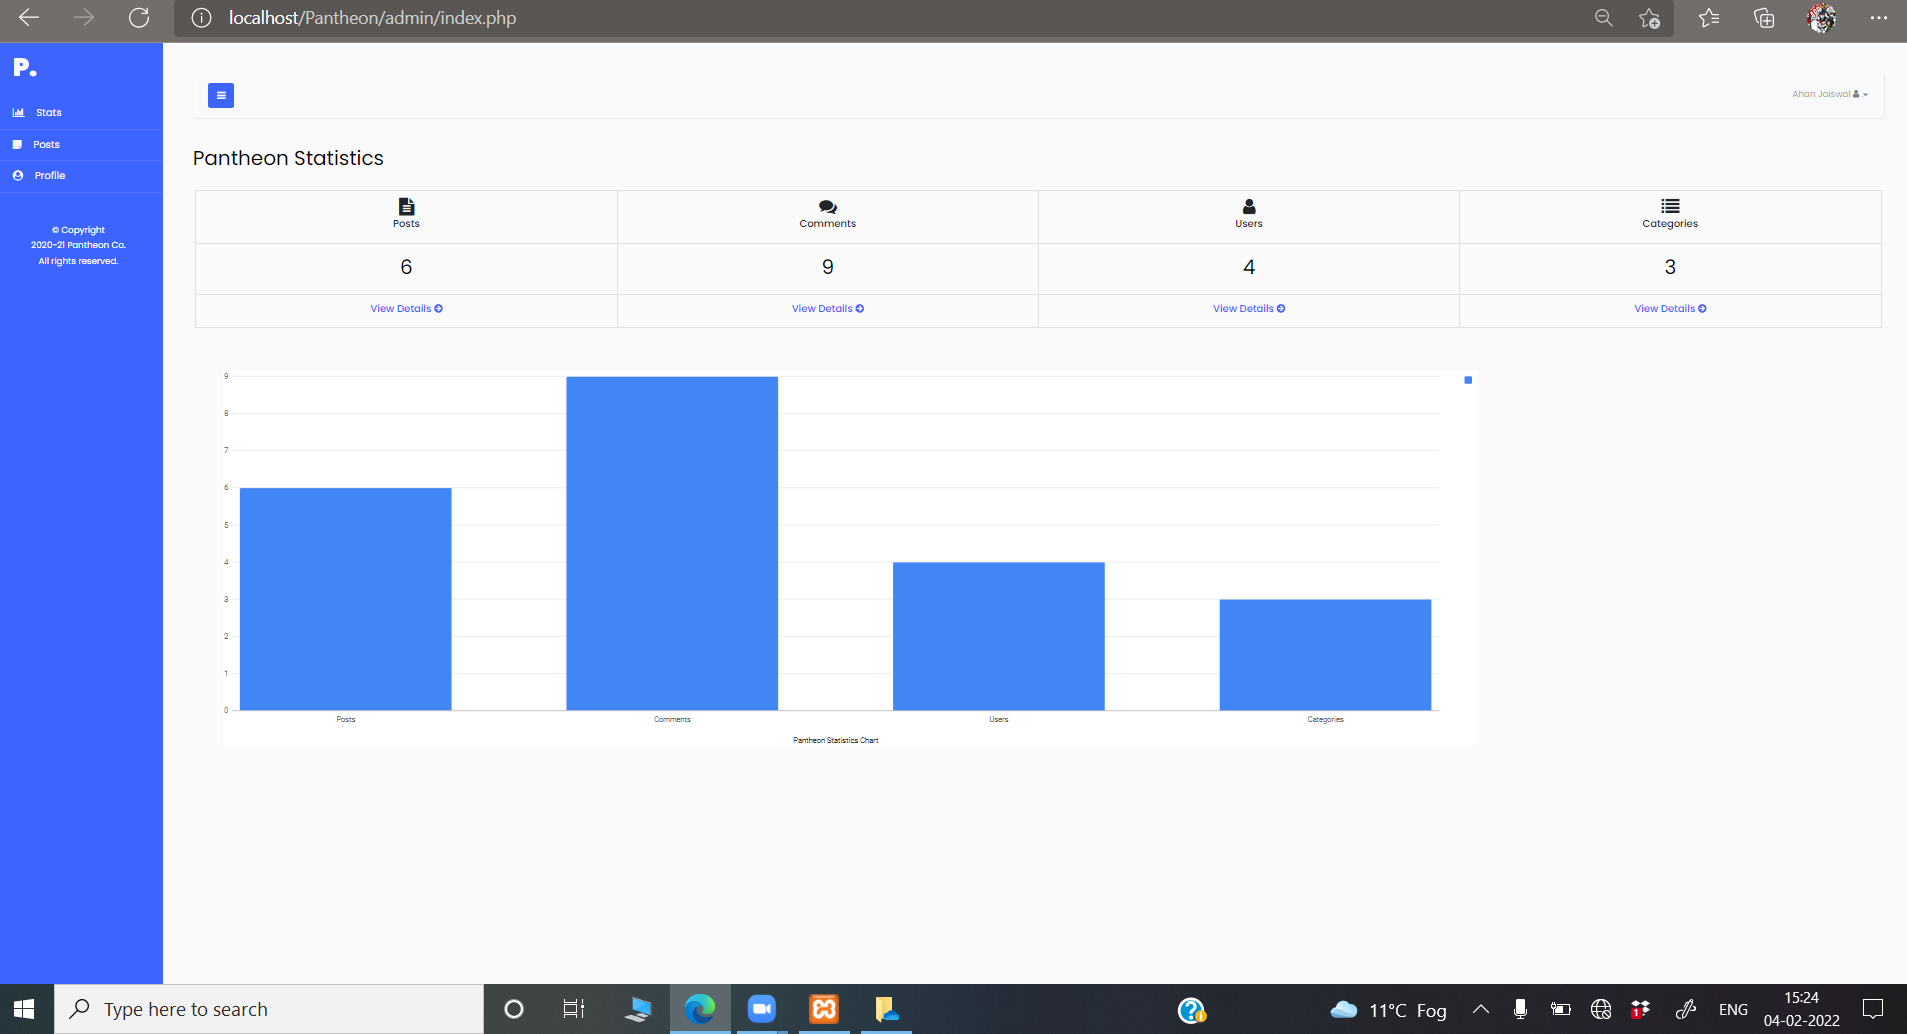 localhost/Pantheon/admin/index.php
P.
Stats
Posts
Profile
© Copyright
2020-21 Pantheon Co.
All rights reserved.
Ahan Jaiswal
Pantheon Statistics
Posts Comments Users Categories
6 9 4 3
View Details View Details View Details View Details
9
8
7
6
5
4
3
2
1
0
Posts Comments Users Categories
Pantheon Statistics Chart
Type here to search
11°C Fog
1
ENG
15:24
04-02-2022